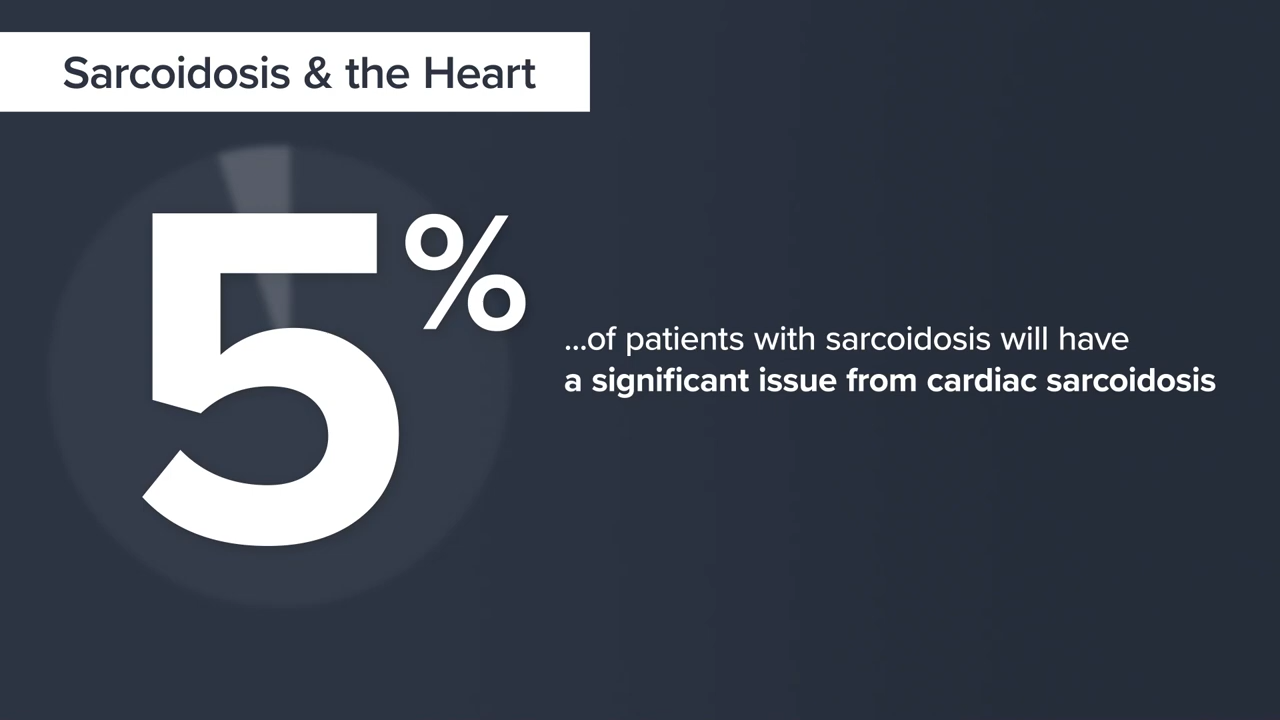 Sarcoidosis & the Heart
5%
...of patients with sarcoidosis will have
a significant issue from cardiac sarcoidosis